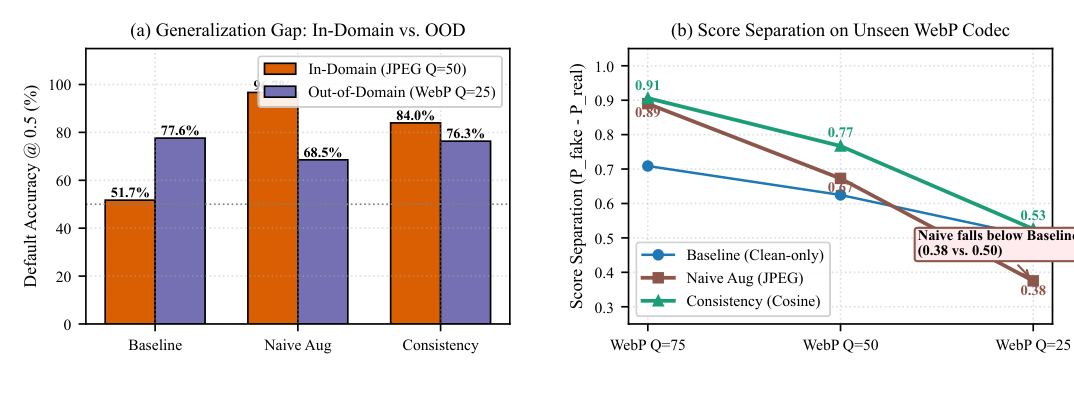 (a) Generalization Gap: In-Domain vs. OOD
Default Accuracy @ 0.5 (%)
100
80
60
40
20
0
In-Domain (JPEG Q=50)
Out-of-Domain (WebP Q=25)
51.7%
77.6%
68.5%
84.0%
76.3%
Baseline
Naive Aug
Consistency
(b) Score Separation on Unseen WebP Codec
Score Separation (P_fake - P_real)
1.0
0.9
0.8
0.7
0.6
0.5
0.4
0.3
0.91
0.89
0.77
0.67
0.53
0.38
Naive falls below Baseline
(0.38 vs. 0.50)
Baseline (Clean-only)
Naive Aug (JPEG)
Consistency (Cosine)
WebP Q=75
WebP Q=50
WebP Q=25